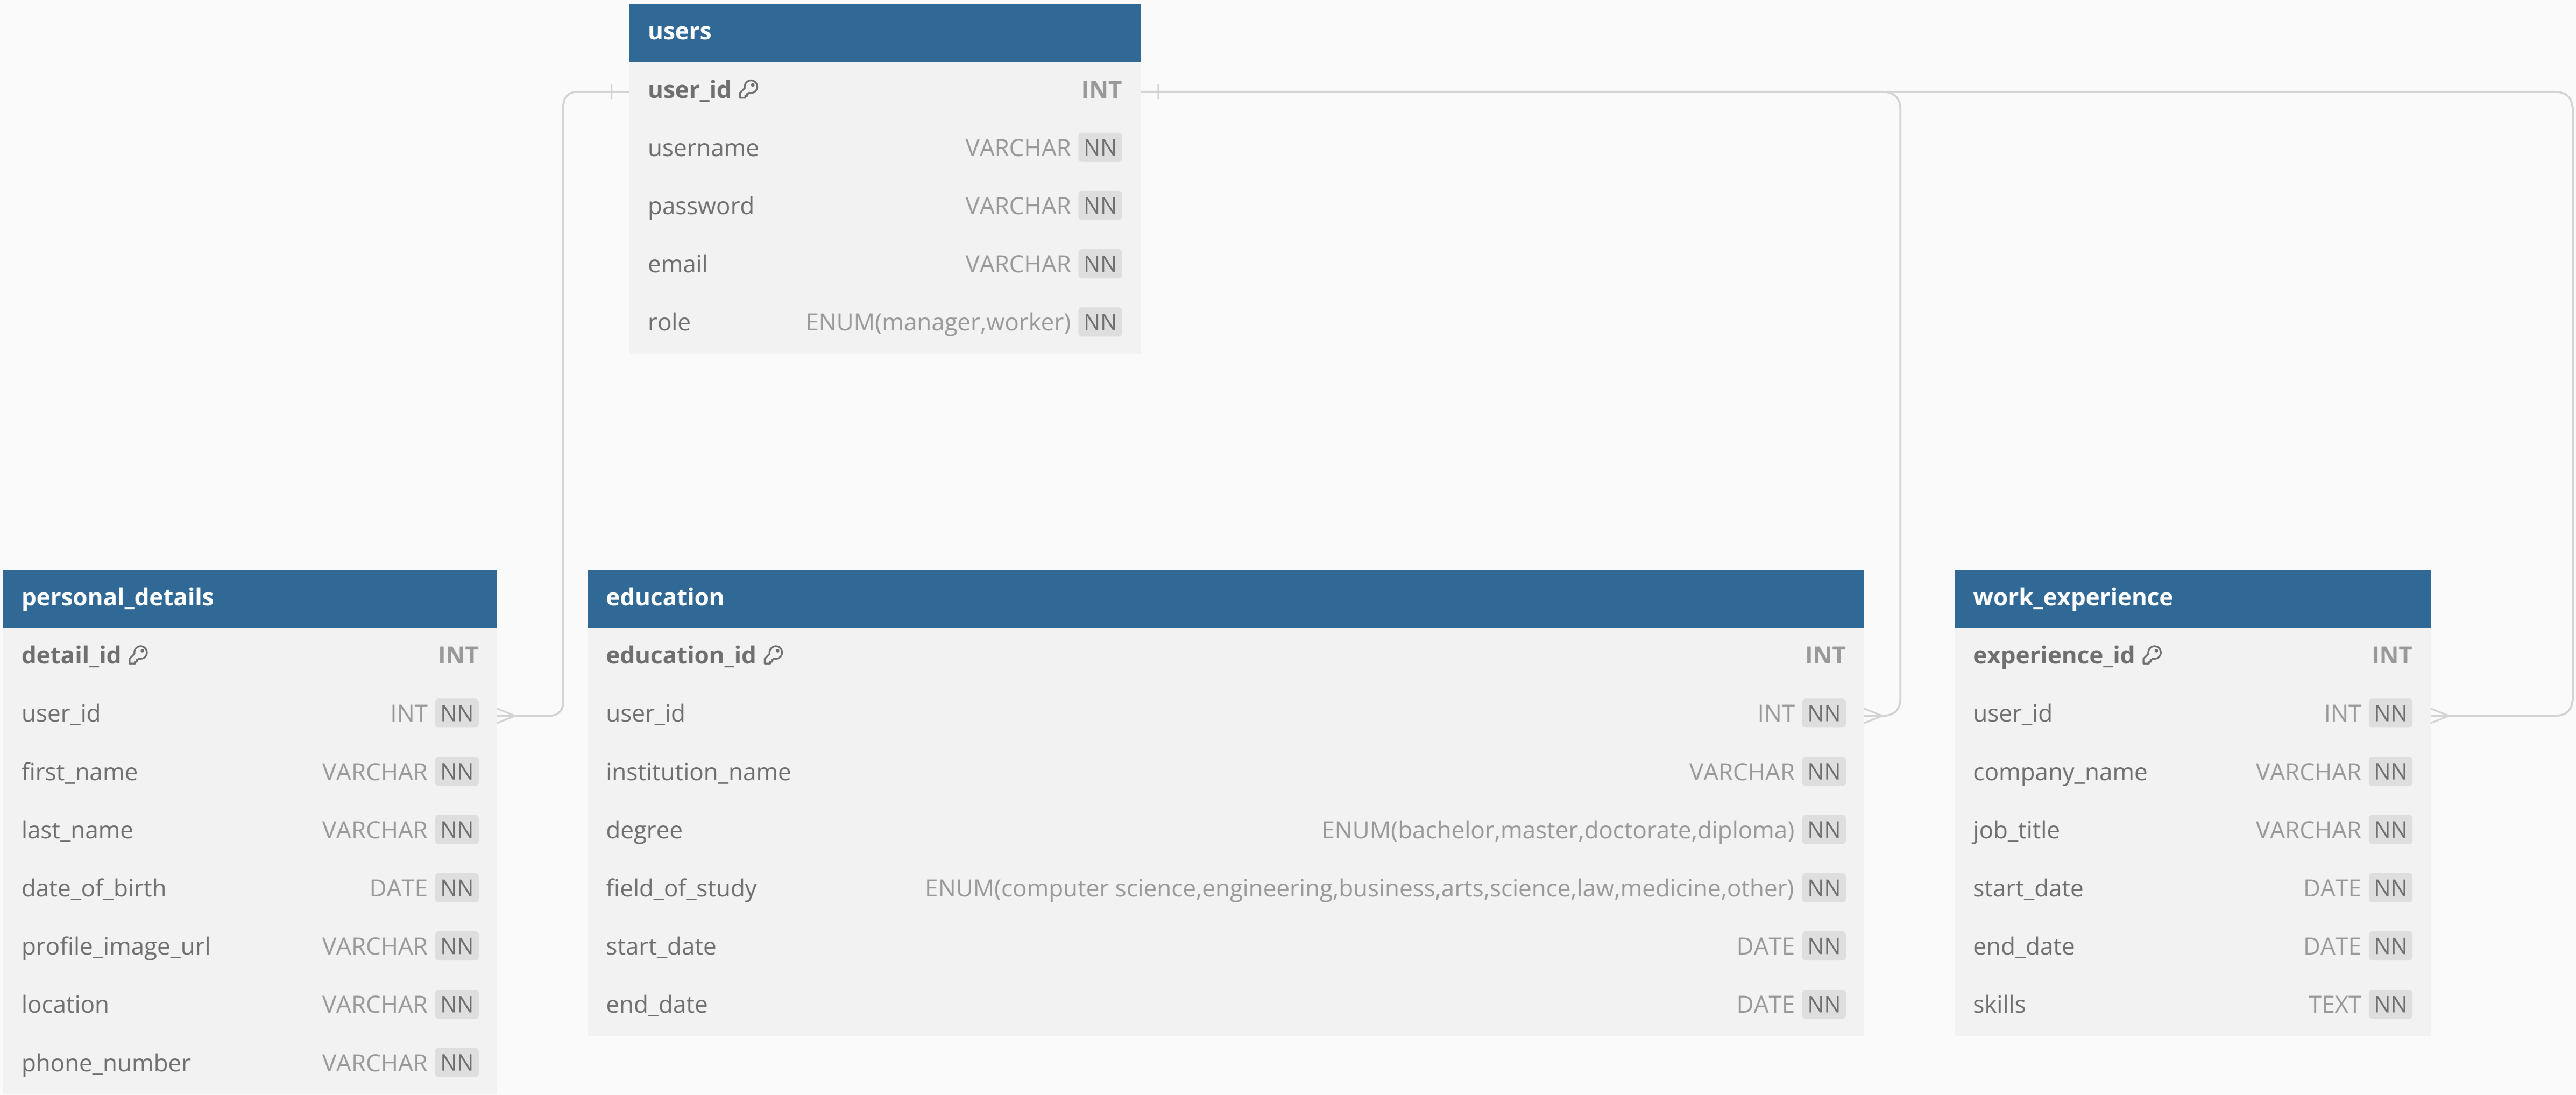 users
user_id INT
username VARCHAR NN
password VARCHAR NN
email VARCHAR NN
role ENUM(manager,worker) NN
personal_details
detail_id INT
user_id INT NN
first_name VARCHAR NN
last_name VARCHAR NN
date_of_birth DATE NN
profile_image_url VARCHAR NN
location VARCHAR NN
phone_number VARCHAR NN
education
education_id INT
user_id INT NN
institution_name VARCHAR NN
degree ENUM(bachelor,master,doctorate,diploma) NN
field_of_study ENUM(computer science,engineering,business,arts,science,law,medicine,other) NN
start_date DATE NN
end_date DATE NN
work_experience
experience_id INT
user_id INT NN
company_name VARCHAR NN
job_title VARCHAR NN
start_date DATE NN
end_date DATE NN
skills TEXT NN